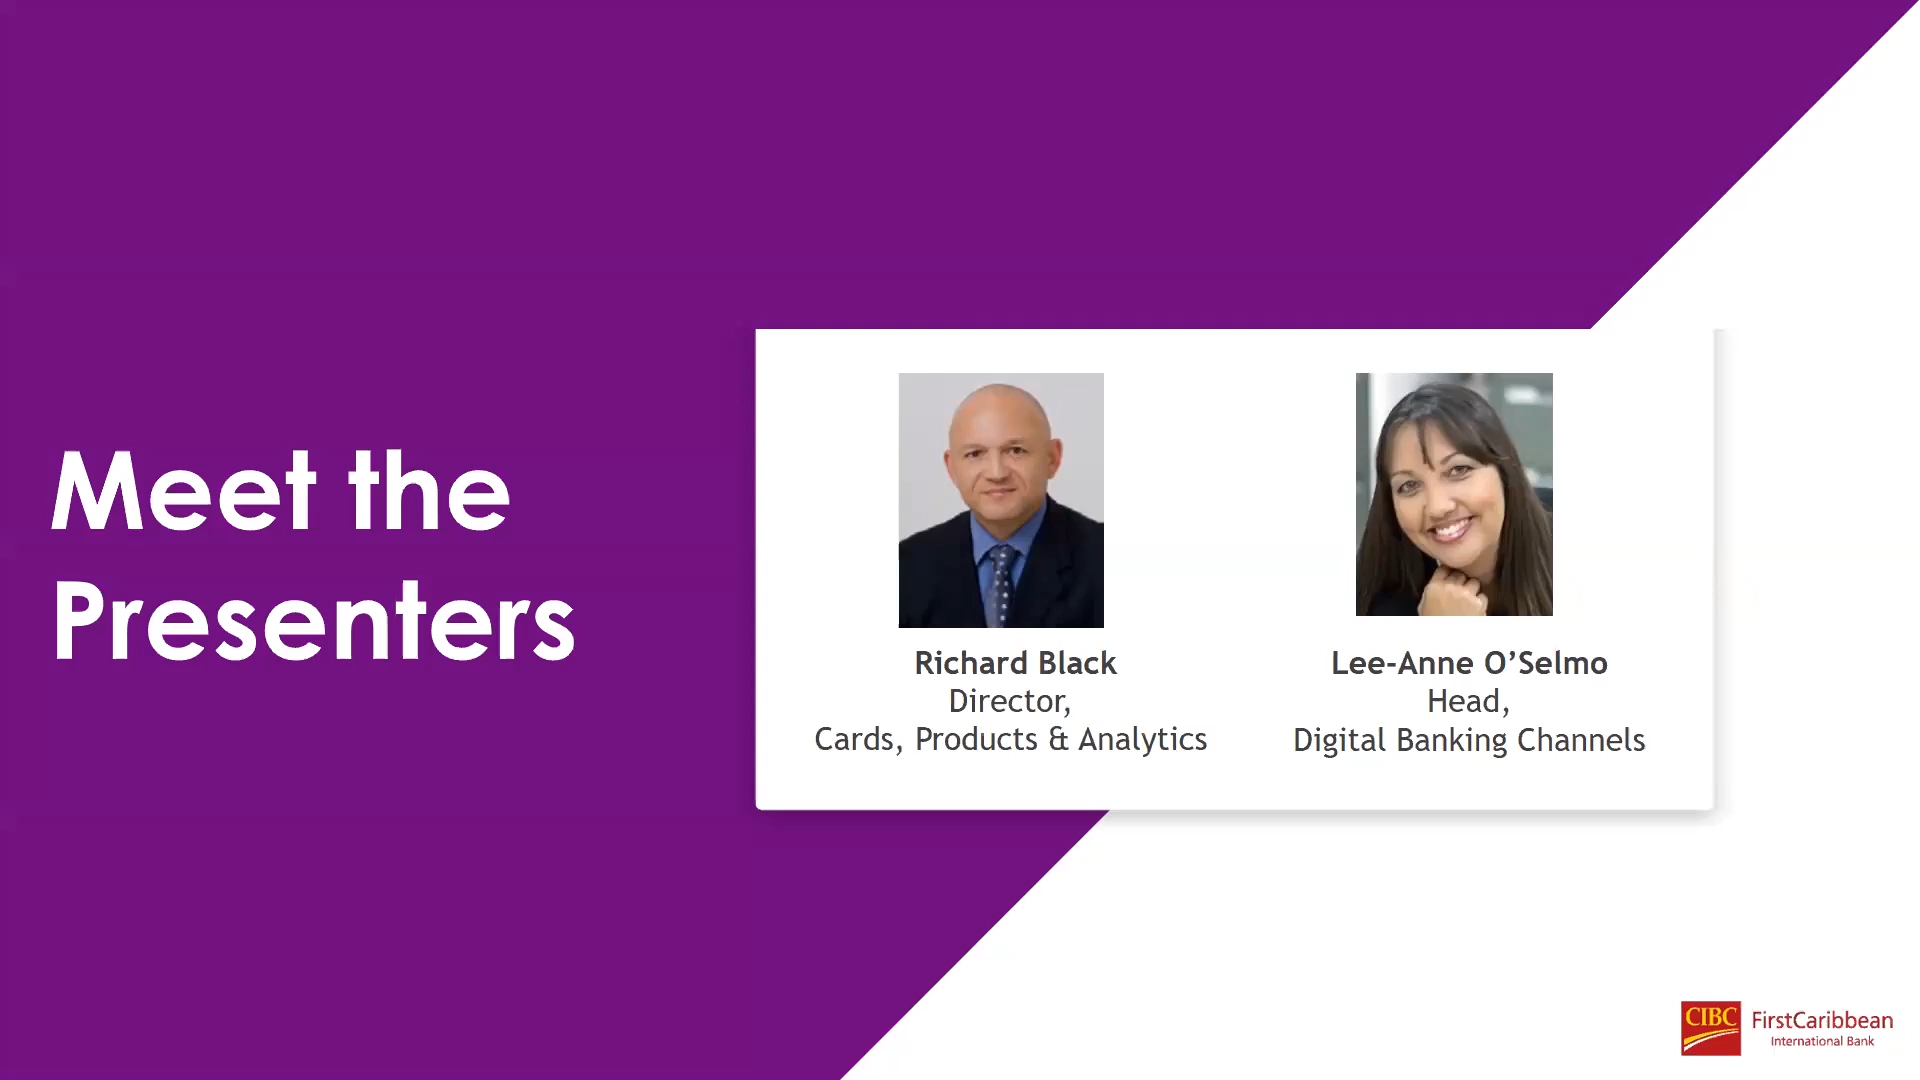 Meet the
Presenters
Richard Black
Director,
Cards, Products & Analytics
Lee-Anne O’Selmo
Head,
Digital Banking Channels
CIBC
FirstCaribbean
International Bank